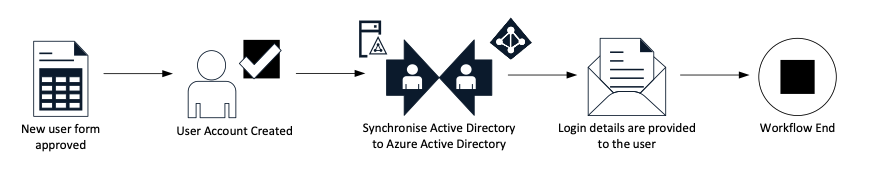 New user form
approved
User Account Created
Synchronise Active Directory
to Azure Active Directory
Login details are provided
to the user
Workflow End